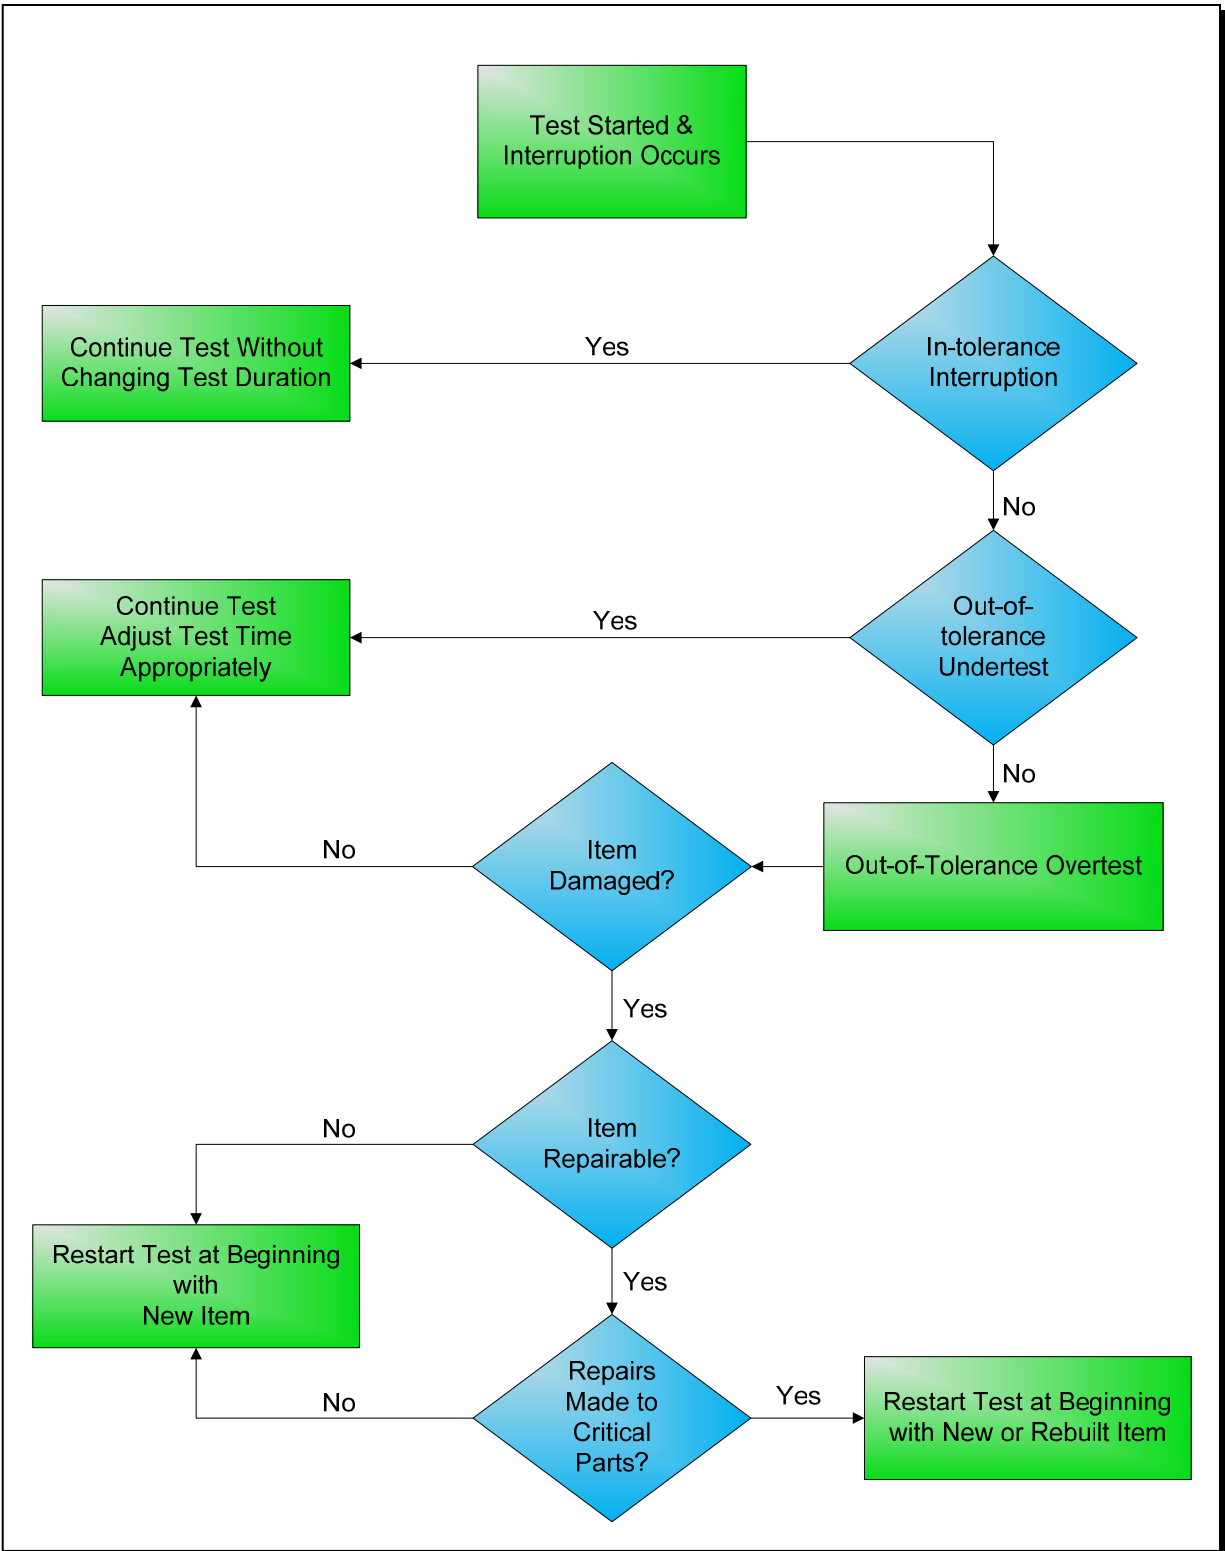 Test Started &
Interruption Occurs
In-tolerance
Interruption
Yes
Continue Test Without
Changing Test Duration
No
Out-of-
tolerance
Undertest
Yes
Continue Test
Adjust Test Time
Appropriately
No
Out-of-Tolerance Overtest
Item
Damaged?
No
Yes
Item
Repairable?
No
Restart Test at Beginning
with
New Item
Yes
Repairs
Made to
Critical
Parts?
No
Yes
Restart Test at Beginning
with New or Rebuilt Item